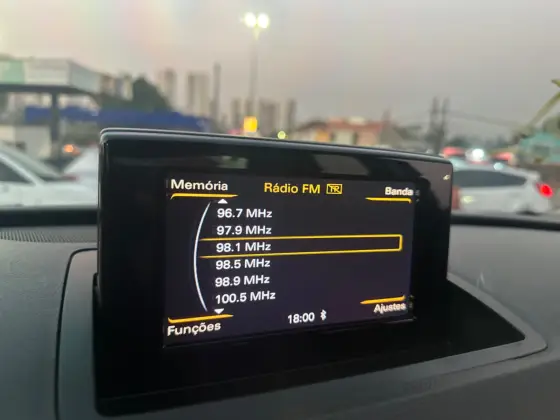 Memória
Rádio FM TP
Banda
96.7 MHz
97.9 MHz
98.1 MHz
98.5 MHz
98.9 MHz
100.5 MHz
Funções
18:00
Ajustes